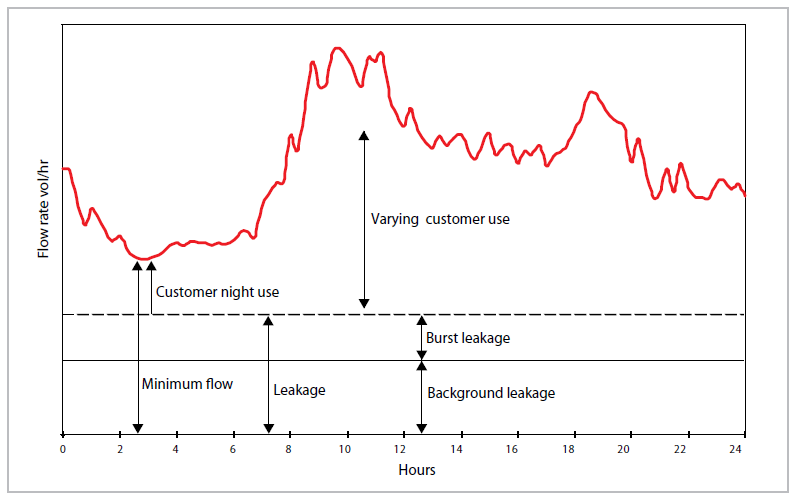 Flow rate vol/hr
Varying customer use
Customer night use
Burst leakage
Minimum flow
Leakage
Background leakage
0 2 4 6 8 10 12 14 16 18 20 22 24
Hours